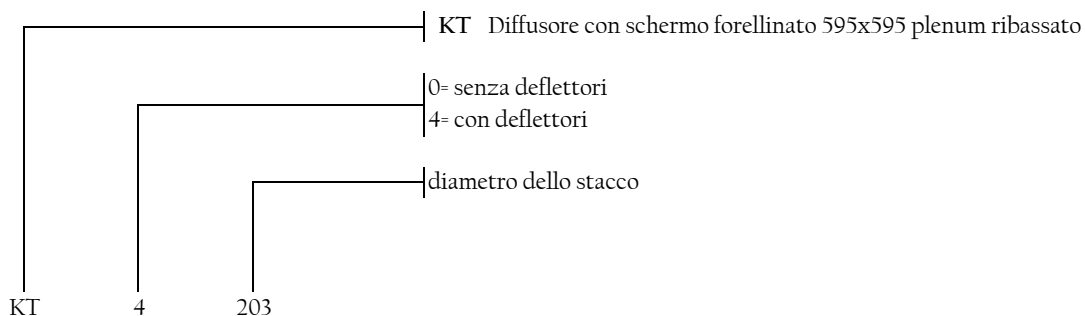 KT Diffusore con schermo forellinato 595x595 plenum ribassato
0= senza deflettori
4= con deflettori
diametro dello stacco
KT 4 203